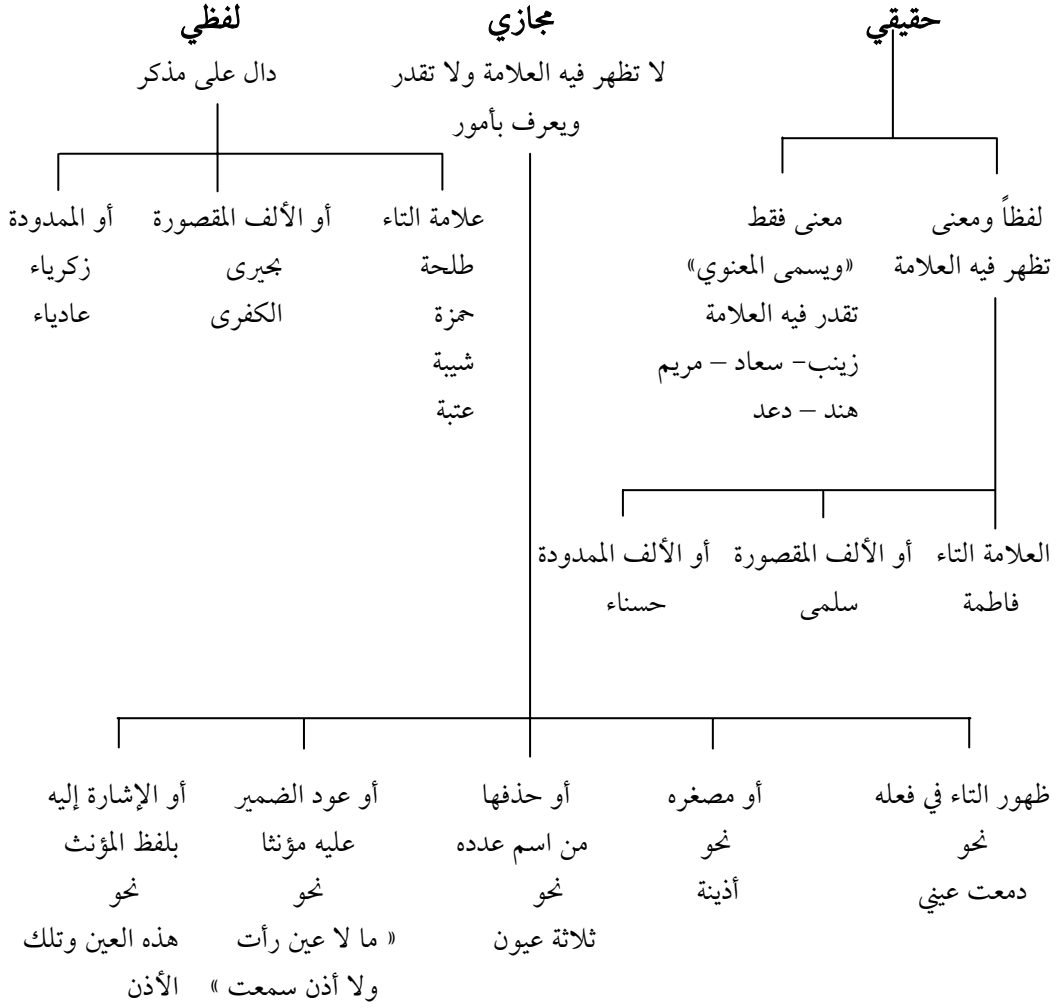 حقيقي
لفظاً ومعنى
تظهر فيه العلامة
معنى فقط
«ويسمى المعنوي»
تقدر فيه العلامة
زينب- سعاد – مريم
هند – دعد
العلامة التاء
فاطمة
أو الألف المقصورة
سلمى
أو الألف الممدودة
حسناء
مجازي
لا تظهر فيه العلامة ولا تقدر
ويعرف بأمور
ظهور التاء في فعله
نحو
دمعت عيني
أو مصغره
نحو
أذينة
أو حذفها
من اسم عدده
نحو
ثلاثة عيون
أو عود الضمير
عليه مؤنثا
نحو
« ما لا عين رأت
ولا أذن سمعت »
أو الإشارة إليه
بلفظ المؤنث
نحو
هذه العين وتلك
الأذن
لفظي
دال على مذكر
علامة التاء
طلحة
حمزة
شيبة
عتبة
أو الألف المقصورة
بحيرى
الكفرى
أو الممدودة
زكرياء
عادياء